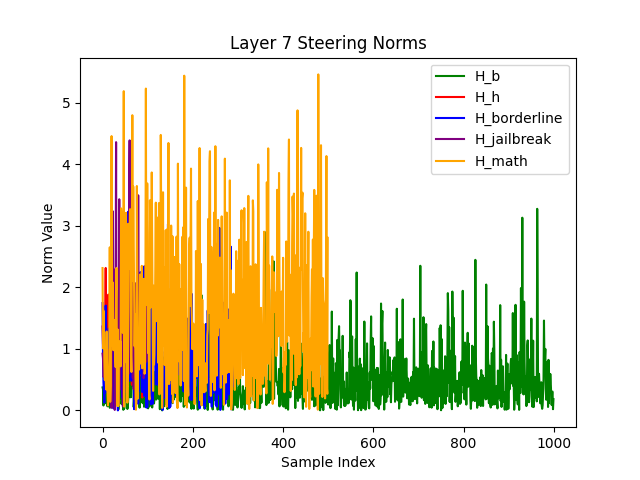 Layer 7 Steering Norms
H_b
H_h
H_borderline
H_jailbreak
H_math
Norm Value
5
4
3
2
1
0
0 200 400 600 800 1000
Sample Index